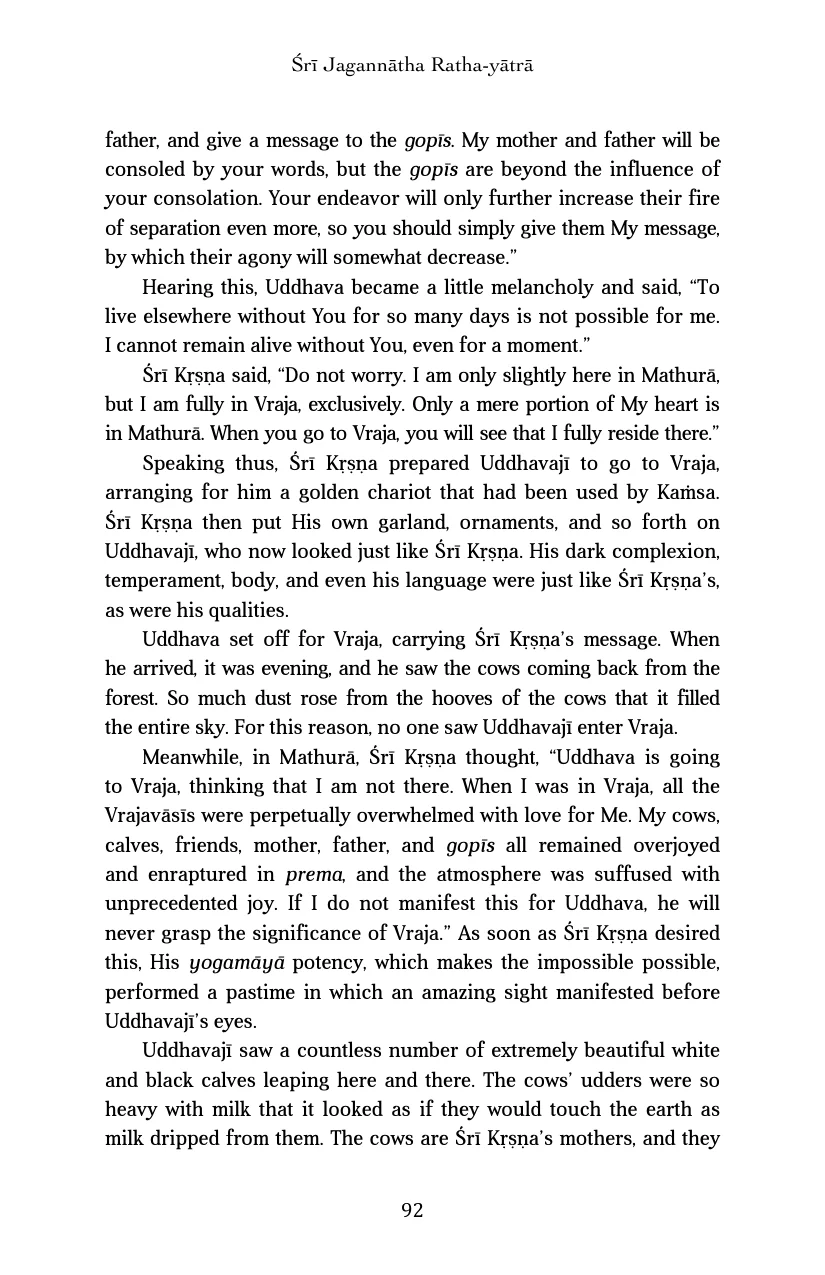 Śrī Jagannātha Ratha-yātrā
father, and give a message to the gopīs. My mother and father will be
consoled by your words, but the gopīs are beyond the influence of
your consolation. Your endeavor will only further increase their fire
of separation even more, so you should simply give them My message,
by which their agony will somewhat decrease.”
Hearing this, Uddhava became a little melancholy and said, “To
live elsewhere without You for so many days is not possible for me.
I cannot remain alive without You, even for a moment.”
Śrī Kṛṣṇa said, “Do not worry. I am only slightly here in Mathurā,
but I am fully in Vraja, exclusively. Only a mere portion of My heart is
in Mathurā. When you go to Vraja, you will see that I fully reside there.”
Speaking thus, Śrī Kṛṣṇa prepared Uddhavajī to go to Vraja,
arranging for him a golden chariot that had been used by Kaṁsa.
Śrī Kṛṣṇa then put His own garland, ornaments, and so forth on
Uddhavajī, who now looked just like Śrī Kṛṣṇa. His dark complexion,
temperament, body, and even his language were just like Śrī Kṛṣṇa’s,
as were his qualities.
Uddhava set off for Vraja, carrying Śrī Kṛṣṇa’s message. When
he arrived, it was evening, and he saw the cows coming back from the
forest. So much dust rose from the hooves of the cows that it filled
the entire sky. For this reason, no one saw Uddhavajī enter Vraja.
Meanwhile, in Mathurā, Śrī Kṛṣṇa thought, “Uddhava is going
to Vraja, thinking that I am not there. When I was in Vraja, all the
Vrajavāsīs were perpetually overwhelmed with love for Me. My cows,
calves, friends, mother, father, and gopīs all remained overjoyed
and enraptured in prema, and the atmosphere was suffused with
unprecedented joy. If I do not manifest this for Uddhava, he will
never grasp the significance of Vraja.” As soon as Śrī Kṛṣṇa desired
this, His yogamāyā potency, which makes the impossible possible,
performed a pastime in which an amazing sight manifested before
Uddhavajī’s eyes.
Uddhavajī saw a countless number of extremely beautiful white
and black calves leaping here and there. The cows’ udders were so
heavy with milk that it looked as if they would touch the earth as
milk dripped from them. The cows are Śrī Kṛṣṇa’s mothers, and they
92